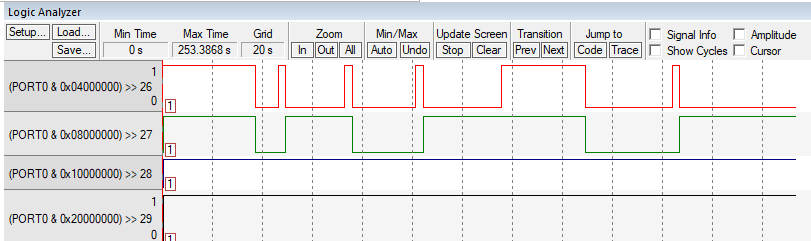 Logic Analyzer
Setup... Load... Min Time Max Time Grid Zoom Min/Max Update Screen Transition Jump to Signal Info Amplitude
Save... 0 s 253.3868 s 20 s In Out All Auto Undo Stop Clear Prev Next Code Trace Show Cycles Cursor
1
(PORT0 & 0x04000000) >> 26
0
1
(PORT0 & 0x08000000) >> 27
1
(PORT0 & 0x10000000) >> 28
1
1
(PORT0 & 0x20000000) >> 29
0
1